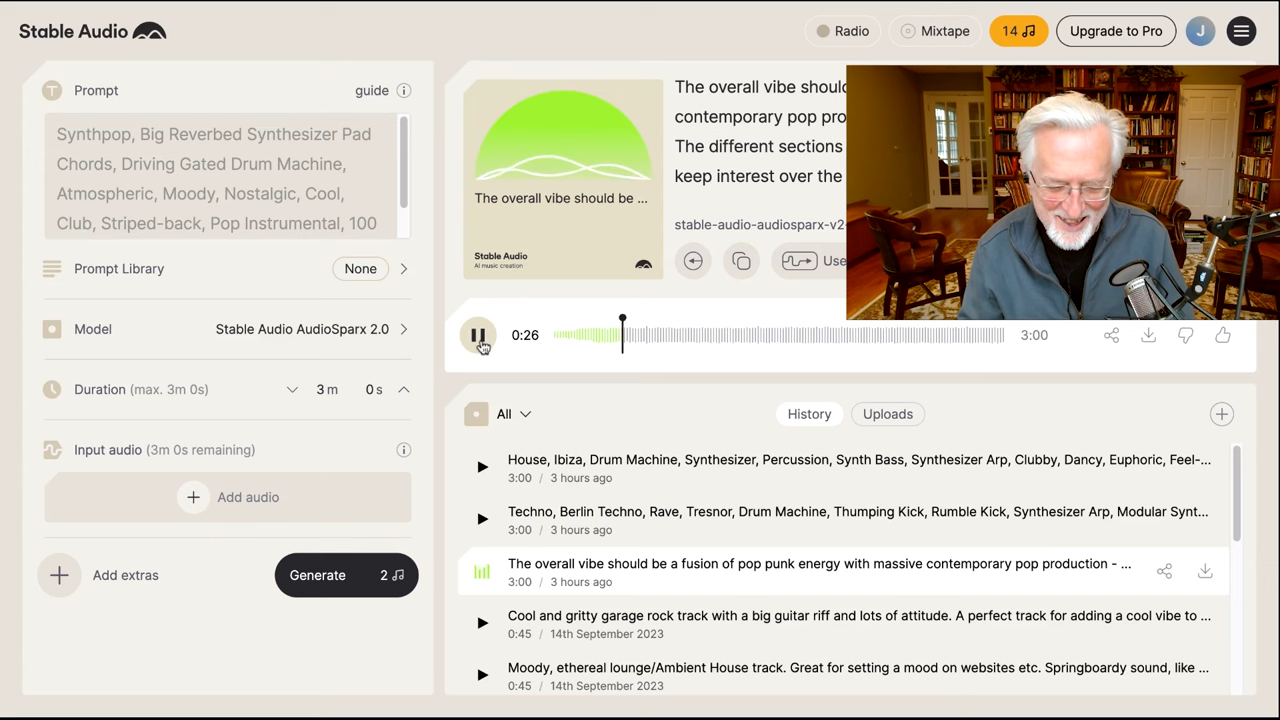 Stable Audio
Radio
Mixtape
14
Upgrade to Pro
J
Prompt
guide
Synthpop, Big Reverbed Synthesizer Pad
Chords, Driving Gated Drum Machine,
Atmospheric, Moody, Nostalgic, Cool,
Club, Striped-back, Pop Instrumental, 100
Prompt Library
None
Model
Stable Audio AudioSparx 2.0
Duration (max. 3m 0s)
3 m
0 s
Input audio (3m 0s remaining)
Add audio
Add extras
Generate 2
The overall vibe should be ...
Stable Audio
AI music creation
The overall vibe
contemporary pop
The different sections
keep interest over the
Use
0:26
3:00
All
History
Uploads
House, Ibiza, Drum Machine, Synthesizer, Percussion, Synth Bass, Synthesizer Arp, Clubby, Dancy, Euphoric, Feel-...
3:00 / 3 hours ago
Techno, Berlin Techno, Rave, Tresnor, Drum Machine, Thumping Kick, Rumble Kick, Synthesizer Arp, Modular Synt...
3:00 / 3 hours ago
The overall vibe should be a fusion of pop punk energy with massive contemporary pop production - ...
3:00 / 3 hours ago
Cool and gritty garage rock track with a big guitar riff and lots of attitude. A perfect track for adding a cool vibe to ...
0:45 / 14th September 2023
Moody, ethereal lounge/Ambient House track. Great for setting a mood on websites etc. Springboardy sound, like ...
0:45 / 14th September 2023